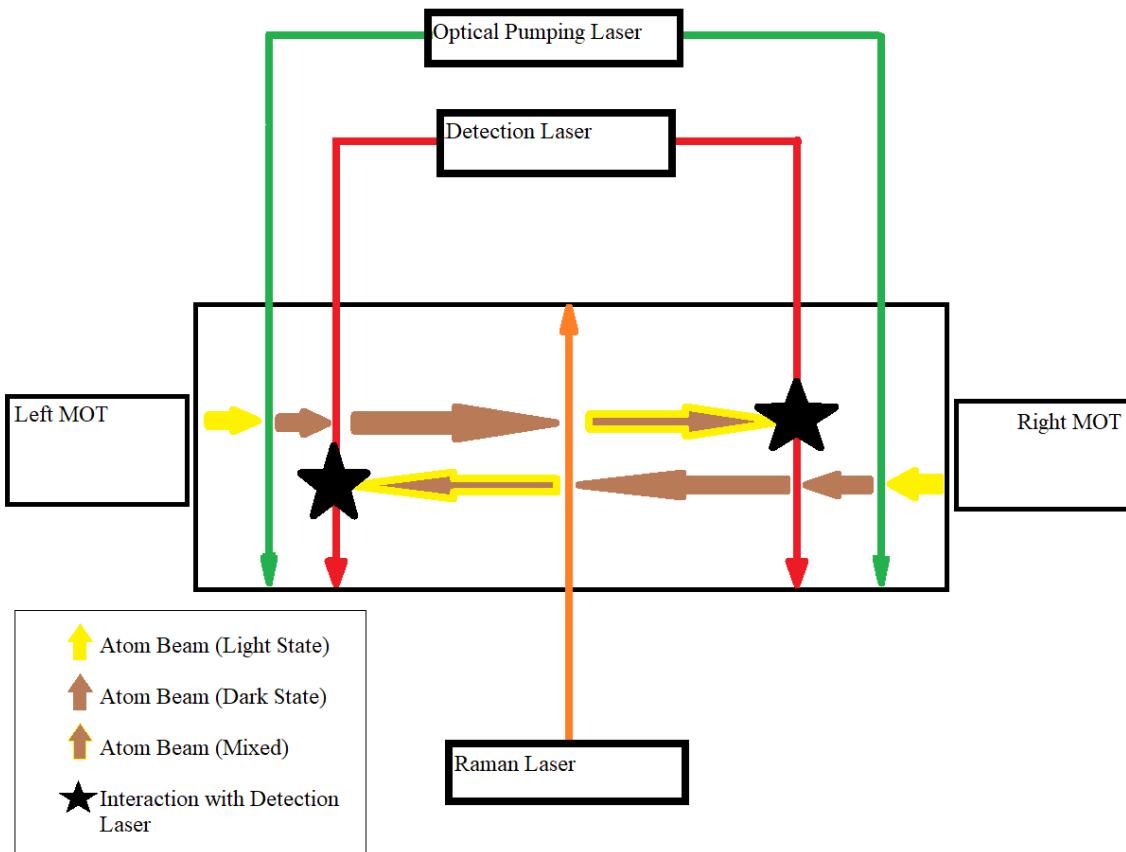 Optical Pumping Laser
Detection Laser
Left MOT
Right MOT
Atom Beam (Light State)
Atom Beam (Dark State)
Atom Beam (Mixed)
Interaction with Detection
Laser
Raman Laser